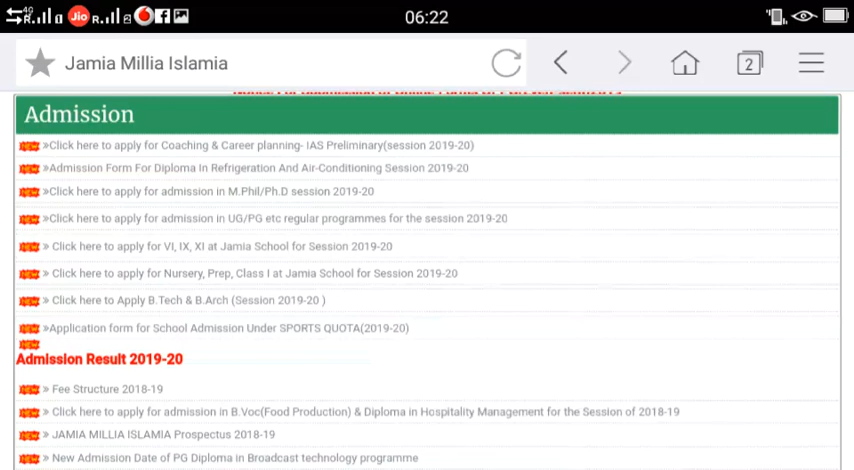 4G
R.
Jio
R.
2
06:22
Jamia Millia Islamia
2
Admission
»Click here to apply for Coaching & Career planning- IAS Preliminary(session 2019-20)
»Admission Form For Diploma In Refrigeration And Air-Conditioning Session 2019-20
»Click here to apply for admission in M.Phil/Ph.D session 2019-20
»Click here to apply for admission in UG/PG etc regular programmes for the session 2019-20
» Click here to apply for VI, IX, XI at Jamia School for Session 2019-20
» Click here to apply for Nursery, Prep, Class I at Jamia School for Session 2019-20
» Click here to Apply B.Tech & B.Arch (Session 2019-20 )
»Application form for School Admission Under SPORTS QUOTA(2019-20)
Admission Result 2019-20
» Fee Structure 2018-19
» Click here to apply for admission in B.Voc(Food Production) & Diploma in Hospitality Management for the Session of 2018-19
» JAMIA MILLIA ISLAMIA Prospectus 2018-19
» New Admission Date of PG Diploma in Broadcast technology programme